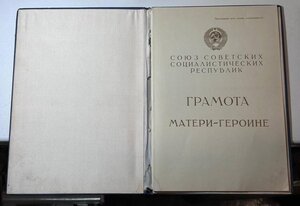 СОЮЗ СОВЕТСКИХ
СОЦИАЛИСТИЧЕСКИХ
РЕСПУБЛИК
ГРАМОТА
МАТЕРИ-ГЕРОИНЕ